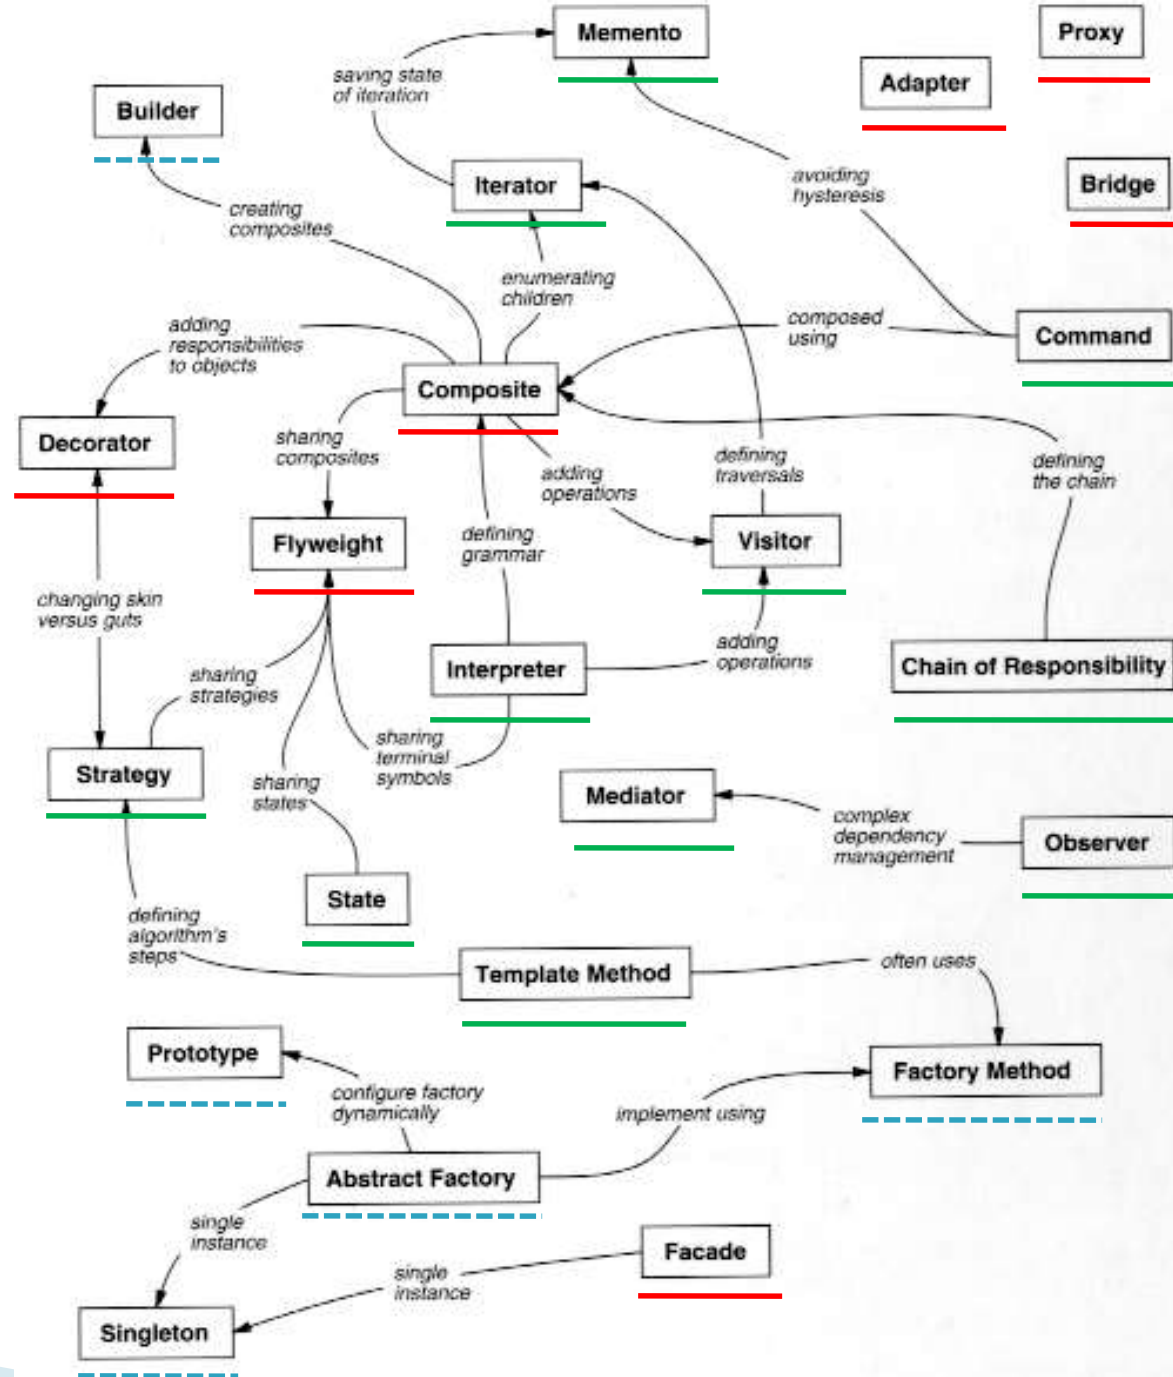 Memento
Proxy
Adapter
saving state
of iteration
Builder
Iterator
avoiding
hysteresis
Bridge
creating
composites
enumerating
children
adding
responsibilities
to objects
composed
using
Command
Composite
Decorator
sharing
composites
adding
operations
defining
traversals
defining
the chain
Flyweight
defining
grammar
Visitor
changing skin
versus guts
adding
operations
Interpreter
Chain of Responsibility
sharing
strategies
sharing
terminal
symbols
Strategy
sharing
states
Mediator
complex
dependency
management
Observer
State
defining
algorithm's
steps
Template Method
often uses
Prototype
Factory Method
configure factory
dynamically
implement using
Abstract Factory
single
instance
Facade
single
instance
Singleton